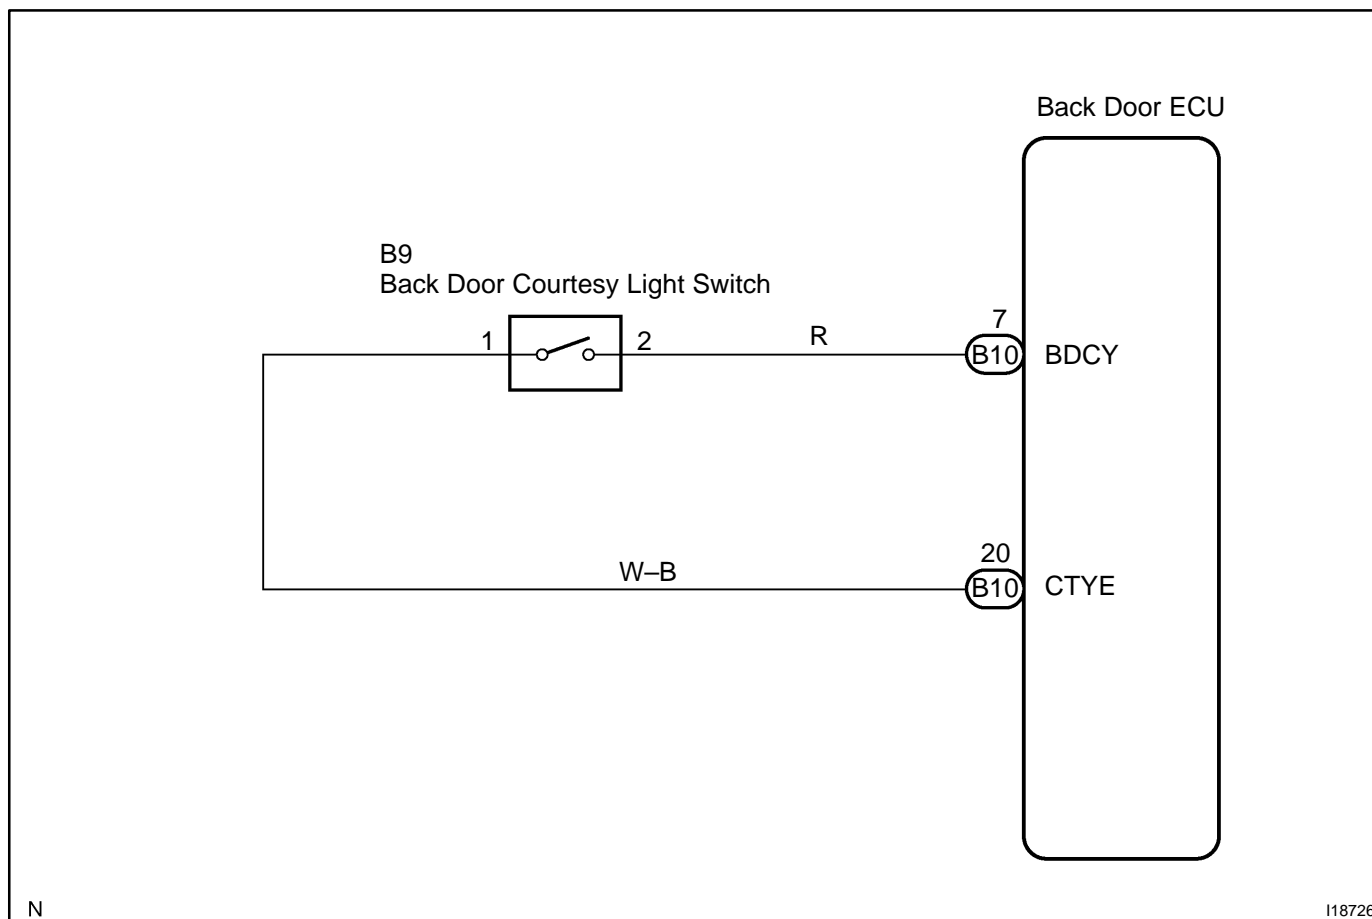 Back Door ECU
B9
Back Door Courtesy Light Switch
1
2
R
7
B10
BDCY
W–B
20
B10
CTYE
N
I18726